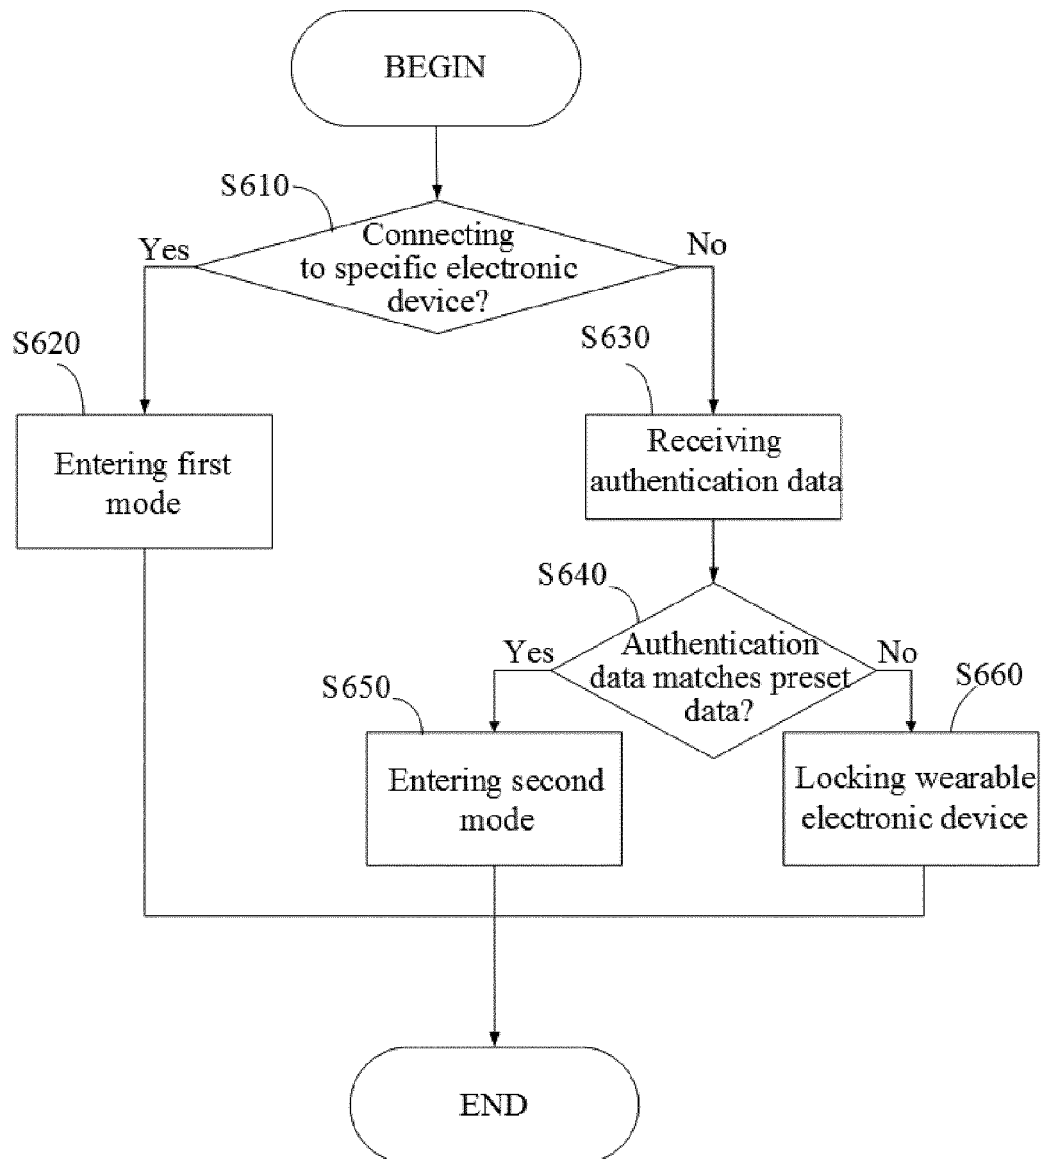 BEGIN
S610
Connecting
to specific electronic
device?
Yes
No
S620
Entering first
mode
S630
Receiving
authentication data
S640
Authentication
data matches preset
data?
Yes
No
S650
Entering second
mode
S660
Locking wearable
electronic device
END